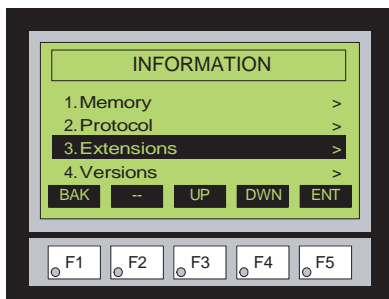 INFORMATION
1.Memory >
2.Protocol >
3.Extensions >
4.Versions >
BAK -- UP DWN ENT
F1 F2 F3 F4 F5